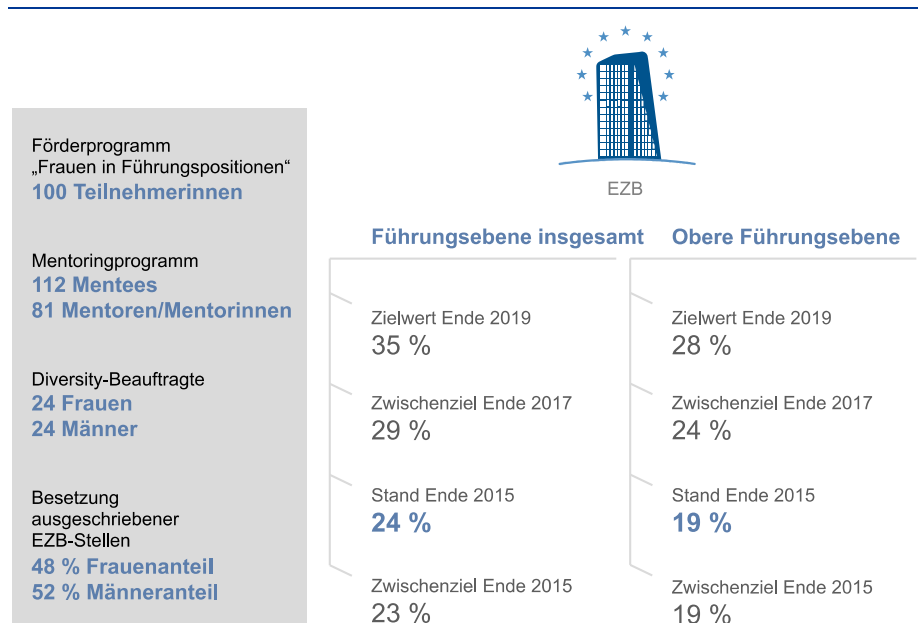 Förderprogramm
„Frauen in Führungspositionen“
100 Teilnehmerinnen
Mentoringprogramm
112 Mentees
81 Mentoren/Mentorinnen
Diversity-Beauftragte
24 Frauen
24 Männer
Besetzung
ausgeschriebener
EZB-Stellen
48 % Frauenanteil
52 % Männeranteil
EZB
Führungsebene insgesamt
Zielwert Ende 2019
35 %
Zwischenziel Ende 2017
29 %
Stand Ende 2015
24 %
Zwischenziel Ende 2015
23 %
Obere Führungsebene
Zielwert Ende 2019
28 %
Zwischenziel Ende 2017
24 %
Stand Ende 2015
19 %
Zwischenziel Ende 2015
19 %